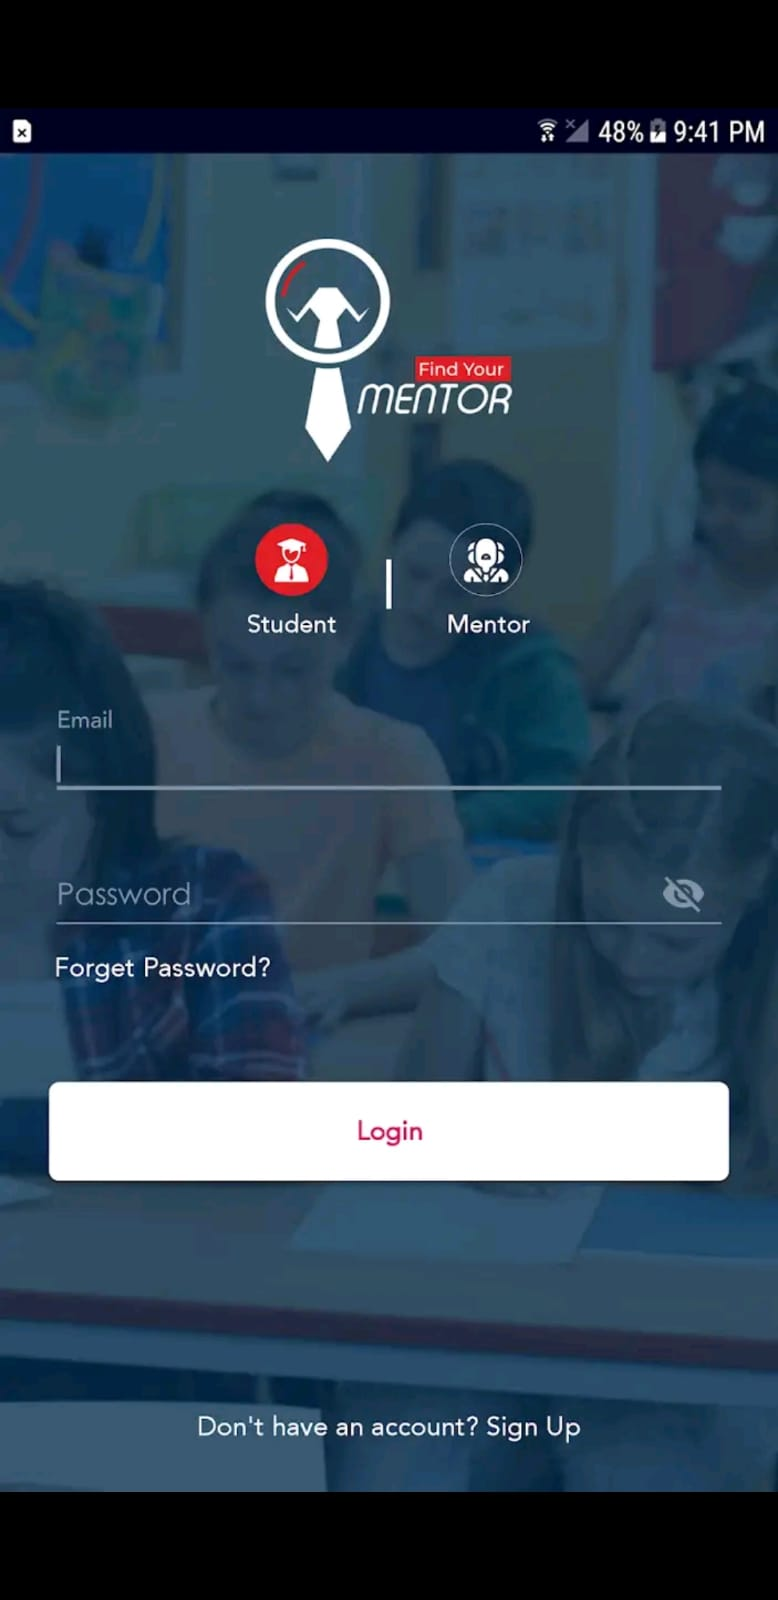 48% 9:41 PM
Find Your
MENTOR
Student
Mentor
Email
Password
Forget Password?
Login
Don't have an account? Sign Up